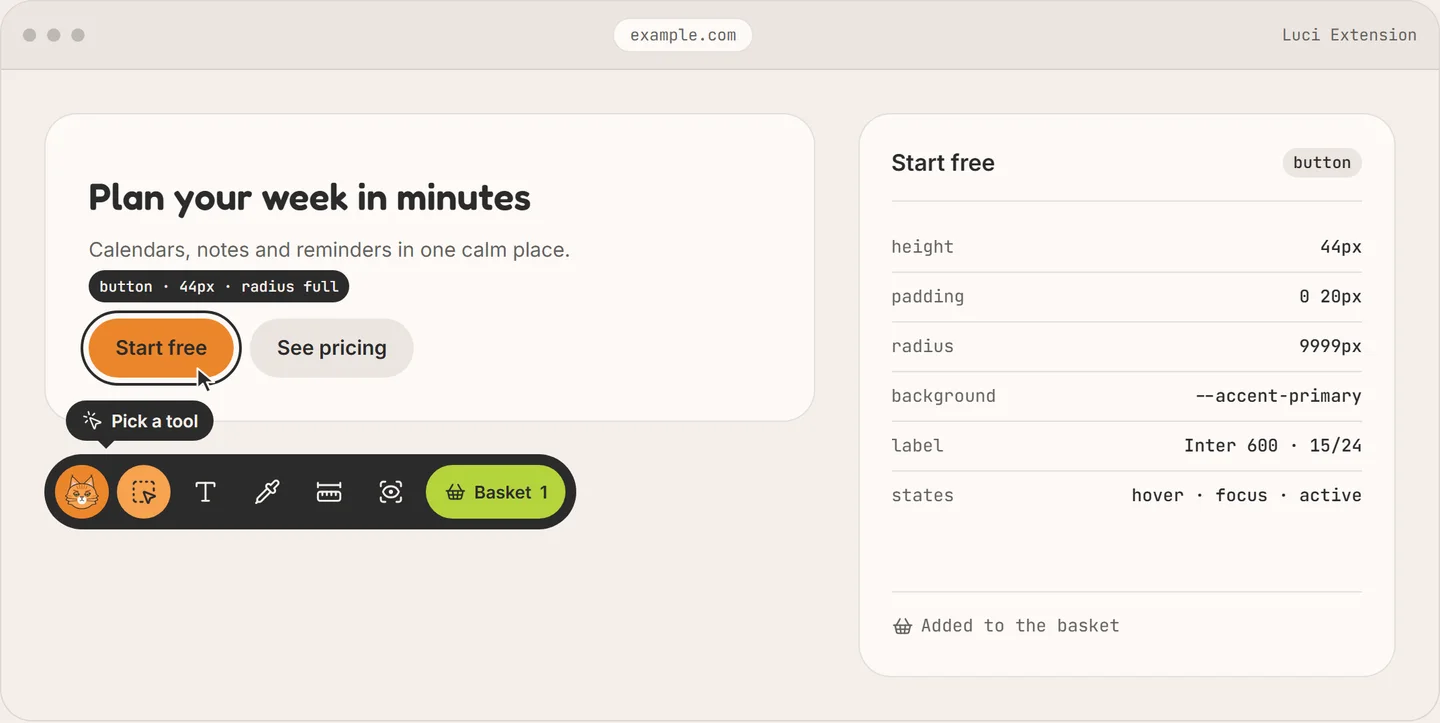 example.com
Luci Extension
Plan your week in minutes
Calendars, notes and reminders in one calm place.
button · 44px · radius full
Start free
See pricing
Pick a tool
Basket 1
Start free
button
height 44px
padding 0 20px
radius 9999px
background --accent-primary
label Inter 600 · 15/24
states hover · focus · active
Added to the basket